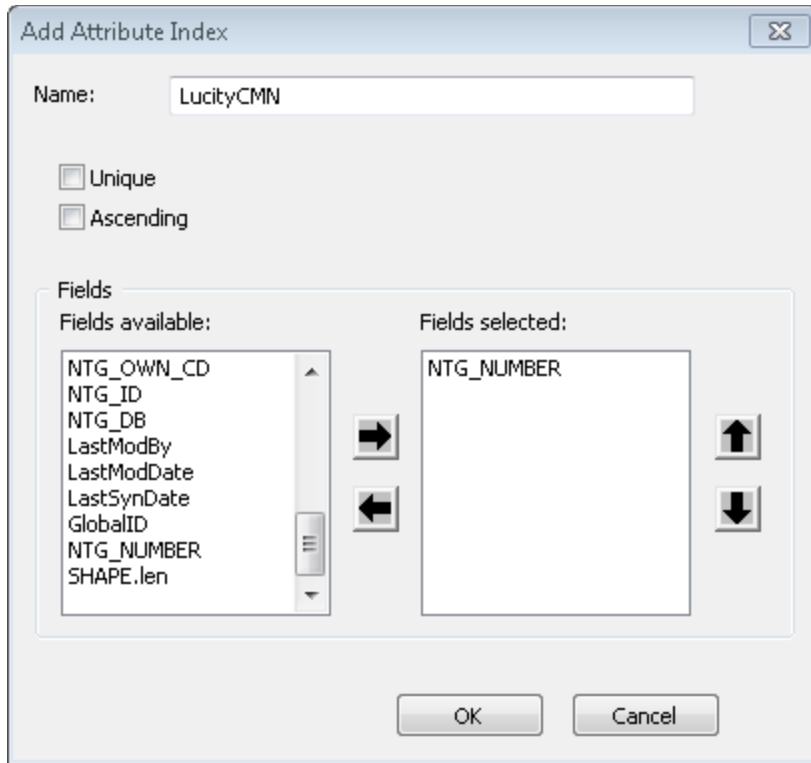 Add Attribute Index
Name: LucityCMN
Unique
Ascending
Fields
Fields available:
NTG_OWN_CD
NTG_ID
NTG_DB
LastModBy
LastModDate
LastSynDate
GlobalID
NTG_NUMBER
SHAPE.len
Fields selected:
NTG_NUMBER
OK Cancel